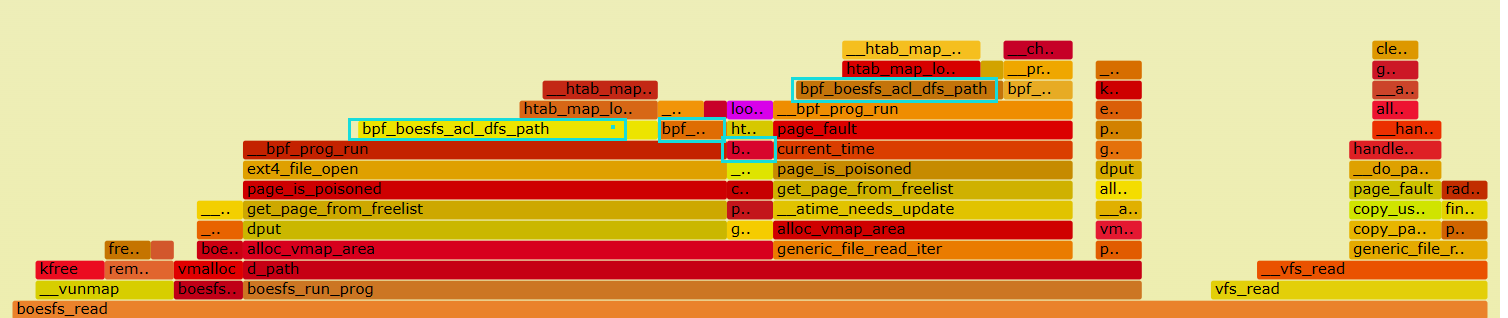 __htab_map_.. __ch.. cle..
htab_map_lo.. __pr.. _.. g..
__htab_map.. bpf_boesfs_acl_dfs_path bpf_.. k.. __a..
htab_map_lo.. _.. loo.. __bpf_prog_run e.. all..
bpf_boesfs_acl_dfs_path bpf_.. ht.. page_fault p.. __han..
__bpf_prog_run b.. current_time g.. handle..
ext4_file_open _.. page_is_poisoned dput __do_pa..
page_is_poisoned c.. get_page_from_freelist all.. page_fault rad..
__.. get_page_from_freelist p.. __atime_needs_update __a.. copy_us.. fin..
_.. dput g.. alloc_vmap_area vm.. copy_pa.. p..
fre.. boe.. alloc_vmap_area generic_file_read_iter p.. generic_file_r..
kfree rem.. vmalloc d_path __vfs_read
__vunmap boesfs.. boesfs_run_prog vfs_read
boesfs_read